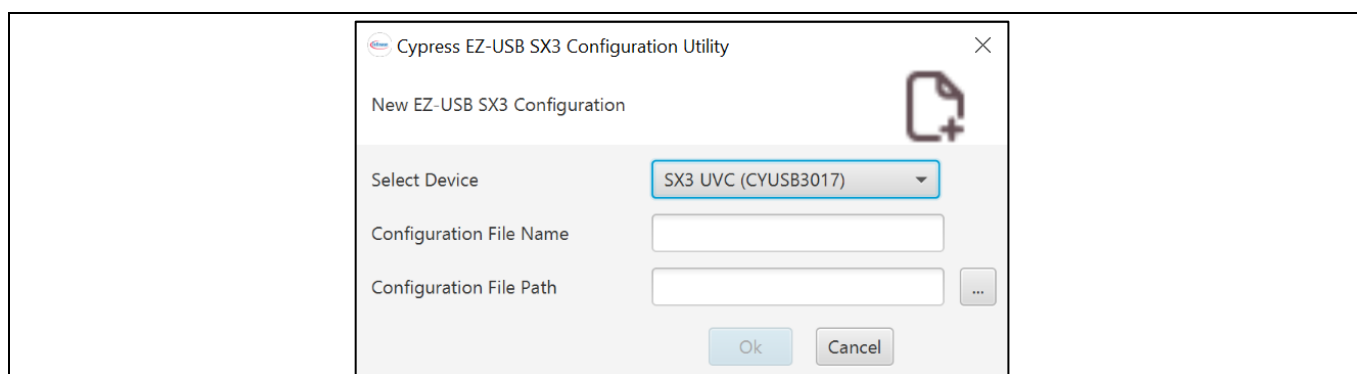 Cypress EZ-USB SX3 Configuration Utility
New EZ-USB SX3 Configuration
Select Device SX3 UVC (CYUSB3017)
Configuration File Name
Configuration File Path ...
Ok Cancel